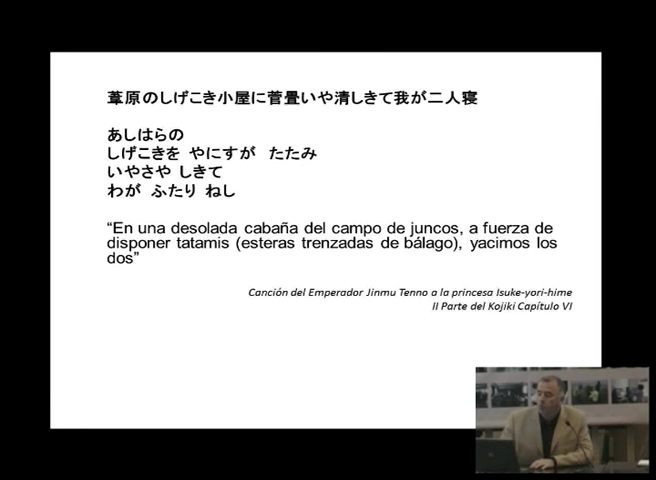 葦原のしげこき小屋に菅畳いや清しきて我が二人寝
あしはらの
しげこきを やにすが たたみ
いやさや しきて
わが ふたり ねし
“En una desolada cabaña del campo de juncos, a fuerza de
disponer tatamis (esteras trenzadas de bálago), yacimos los
dos”
Canción del Emperador Jinmu Tenno a la princesa Isuke-yori-hime
II Parte del Kojiki Capítulo VI